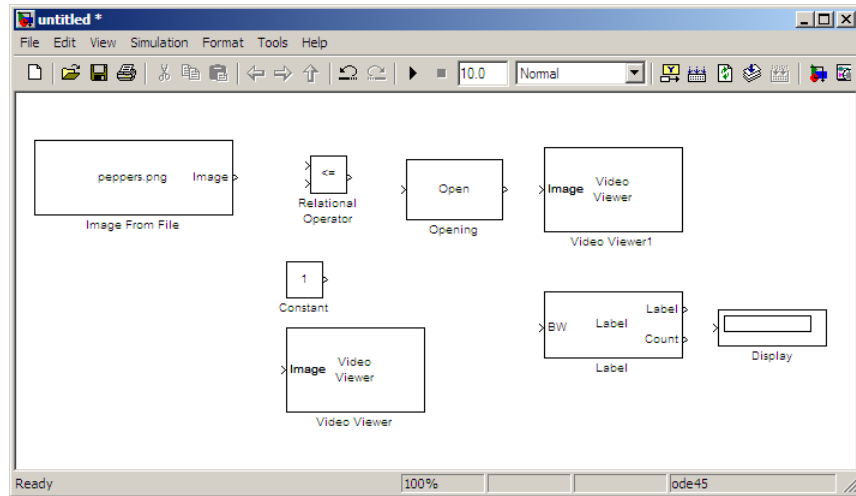 untitled *
File Edit View Simulation Format Tools Help
10.0 Normal
peppers.png Image
Image From File
<=
Relational
Operator
Open
Opening
Image Video
Viewer
Video Viewer1
1
Constant
Image Video
Viewer
Video Viewer
BW Label Label
Count
Label
Display
Ready 100% ode45